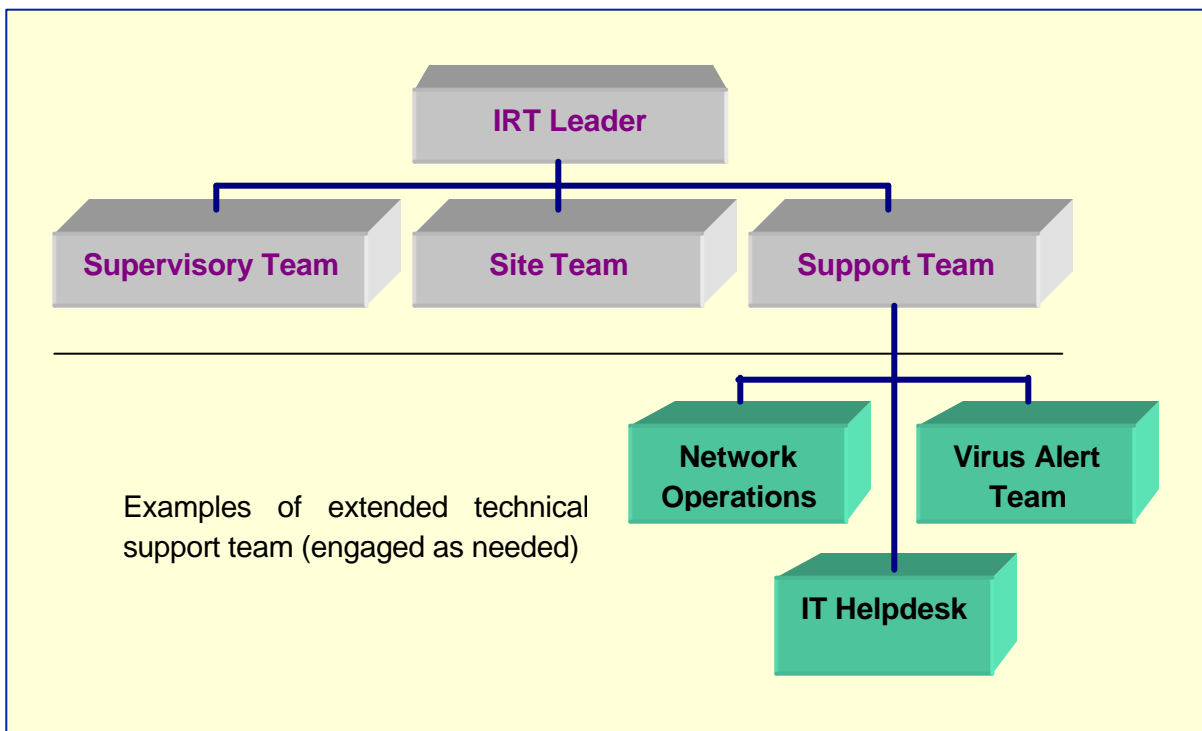 IRT Leader
Supervisory Team
Site Team
Support Team
Network
Operations
Virus Alert
Team
Examples of extended technical
support team (engaged as needed)
IT Helpdesk